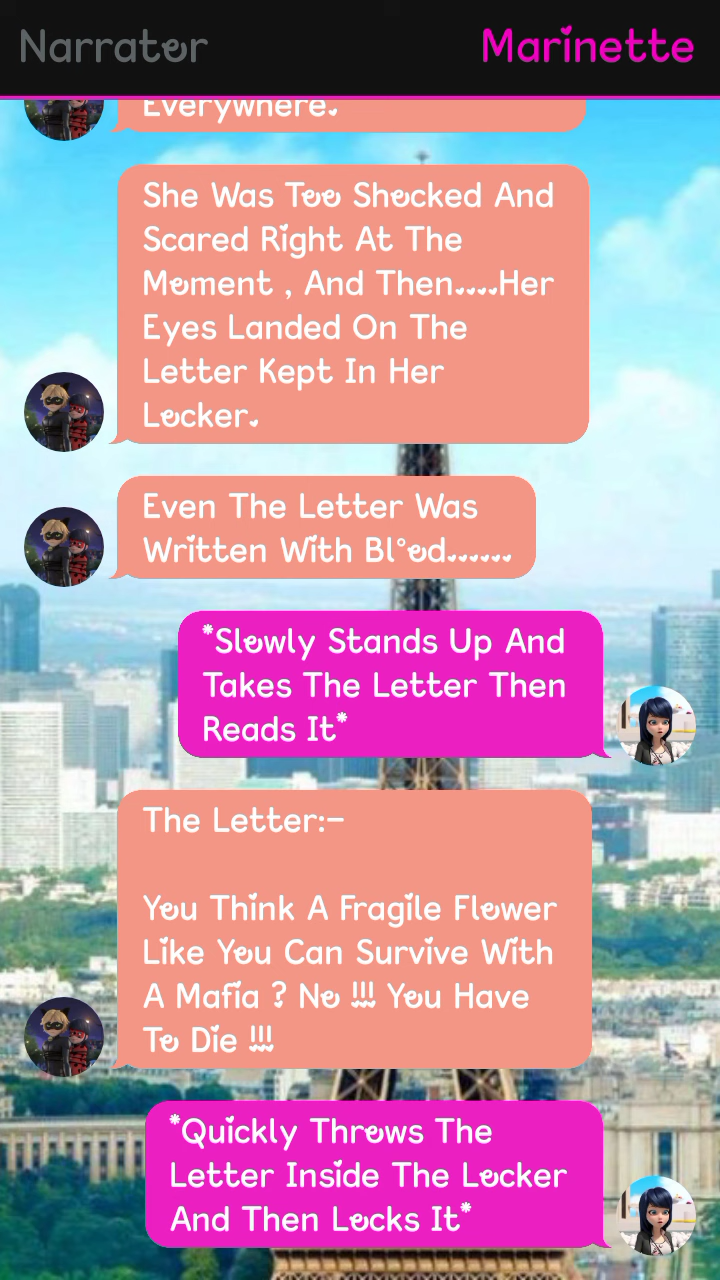 Narrator
Marinette
Everywhere.
She Was Too Shocked And
Scared Right At The
Moment , And Then....Her
Eyes Landed On The
Letter Kept In Her
Locker.
Even The Letter Was
Written With Bl°od......
*Slowly Stands Up And
Takes The Letter Then
Reads It*
The Letter:-
You Think A Fragile Flower
Like You Can Survive With
A Mafia ? No !!! You Have
To Die !!!
*Quickly Throws The
Letter Inside The Locker
And Then Locks It*